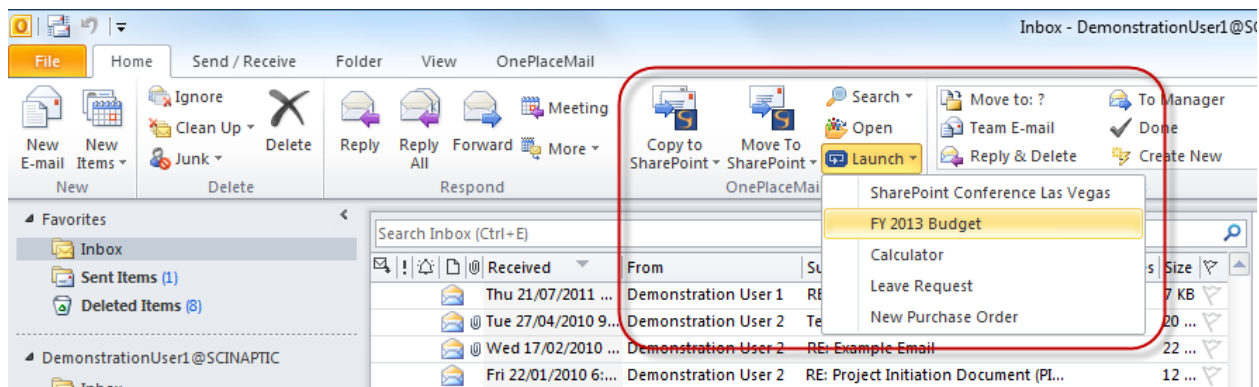 Inbox - DemonstrationUser1@SC
File Home Send / Receive Folder View OnePlaceMail
New E-mail
New Items
New
Ignore
Clean Up
Junk
Delete
Delete
Reply
Reply All
Forward
Meeting
More
Respond
Copy to SharePoint
Move To SharePoint
Search
Open
Launch
OnePlaceMai
Move to: ?
Team E-mail
Reply & Delete
To Manager
Done
Create New
SharePoint Conference Las Vegas
FY 2013 Budget
Calculator
Leave Request
New Purchase Order
Favorites
Inbox
Sent Items (1)
Deleted Items (8)
DemonstrationUser1@SCINAPTIC
Inbox
Search Inbox (Ctrl+E)
Received From Su Size
Thu 21/07/2011 ... Demonstration User 1 RE 7 KB
Tue 27/04/2010 9... Demonstration User 2 Te 20 ...
Wed 17/02/2010 ... Demonstration User 2 RE: Example Email 22 ...
Fri 22/01/2010 6:... Demonstration User 2 RE: Project Initiation Document (PI... 12 ...